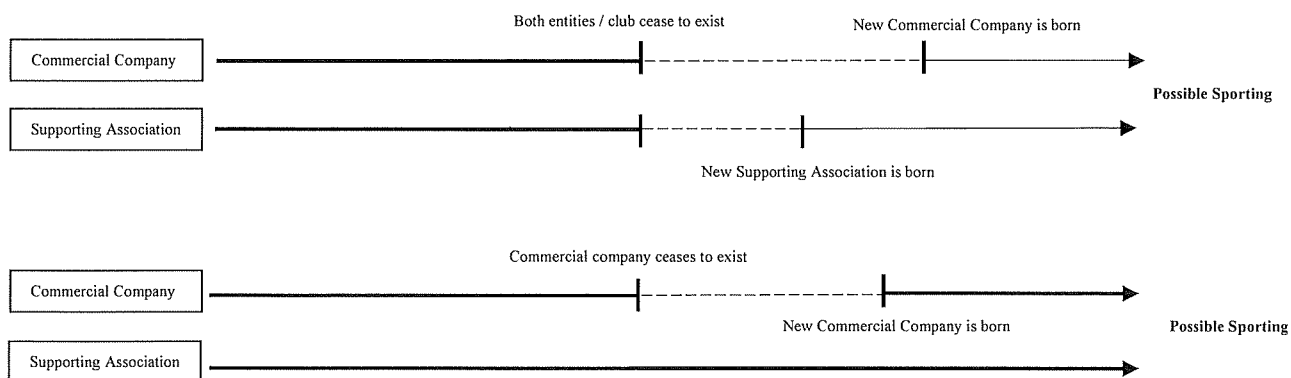 Both entities / club cease to exist
New Commercial Company is born
Commercial Company
Possible Sporting
Supporting Association
New Supporting Association is born
Commercial company ceases to exist
Commercial Company
New Commercial Company is born
Possible Sporting
Supporting Association